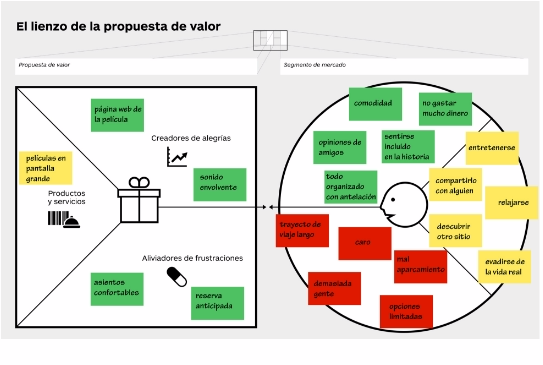 El lienzo de la propuesta de valor
Propuesta de valor
Segmento de mercado
página web de
la película
Creadores de alegrías
películas en
pantalla
grande
sonido
envolvente
Productos
y servicios
Aliviadores de frustraciones
asientos
confortables
reserva
anticipada
comodidad
no gastar
mucho dinero
opiniones de
amigos
sentirse
incluido
en la historia
entretenerse
todo
organizado
con antelación
compartirlo
con alguien
relajarse
trayecto de
viaje largo
caro
descubrir
otro sitio
mal
aparcamiento
evadirse de
la vida real
demasiada
gente
opciones
limitadas